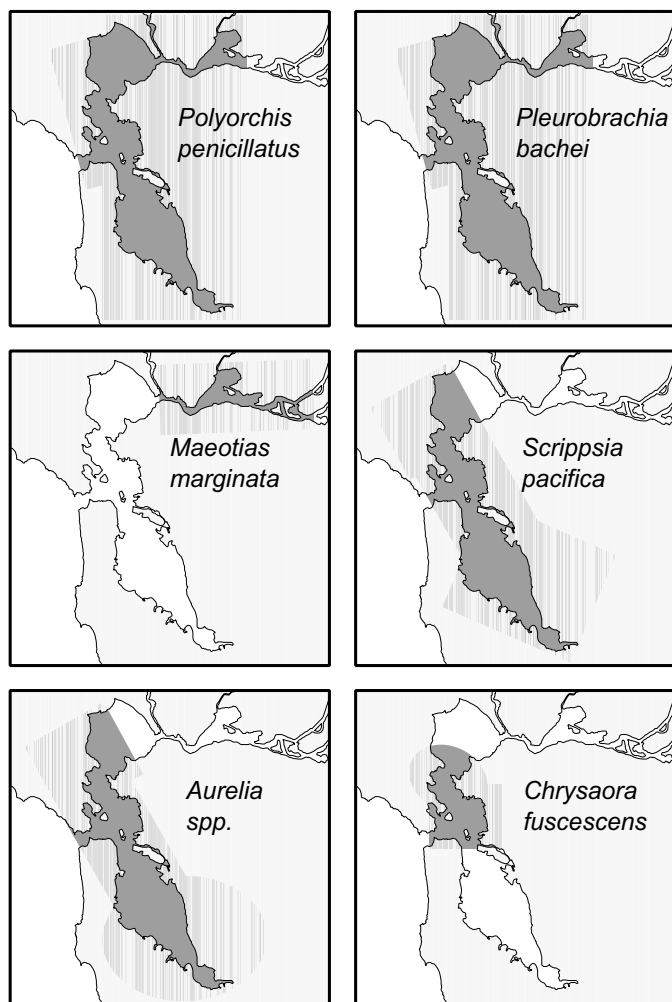 Polyorchis
penicillatus
Pleurobrachia
bachei
Maeotias
marginata
Scrippsia
pacifica
Aurelia
spp.
Chrysaora
fuscescens